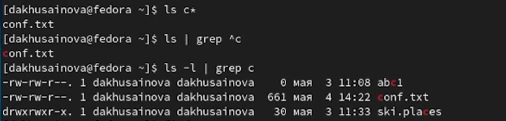 [dakhusainova@fedora ~]$ ls c*
conf.txt
[dakhusainova@fedora ~]$ ls | grep ^c
conf.txt
[dakhusainova@fedora ~]$ ls -l | grep c
-rw-rw-r--. 1 dakhusainova dakhusainova 0 мая 3 11:08 abc1
-rw-rw-r--. 1 dakhusainova dakhusainova 661 мая 4 14:22 conf.txt
drwxrwxr-x. 1 dakhusainova dakhusainova 30 мая 3 11:33 ski.places